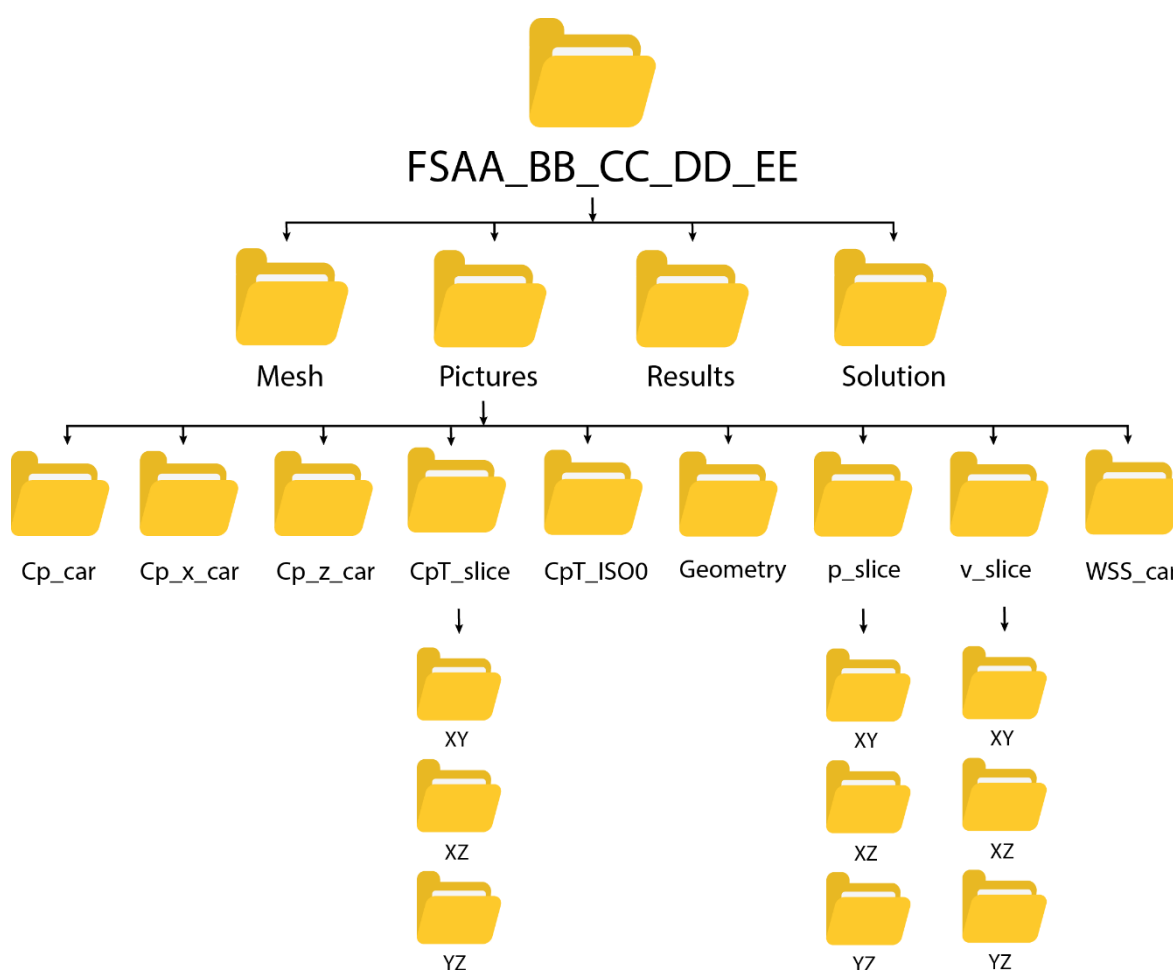 FSAA_BB_CC_DD_EE
Mesh
Pictures
Results
Solution
Cp_car
Cp_x_car
Cp_z_car
CpT_slice
CpT_ISO0
Geometry
p_slice
v_slice
WSS_car
XY
XY
XY
XZ
XZ
XZ
YZ
YZ
YZ